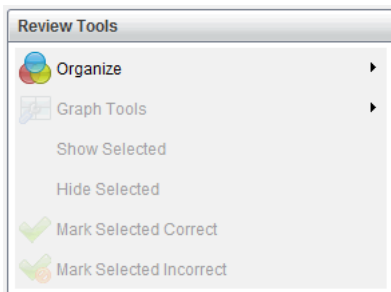 Review Tools
Organize
Graph Tools
Show Selected
Hide Selected
Mark Selected Correct
Mark Selected Incorrect